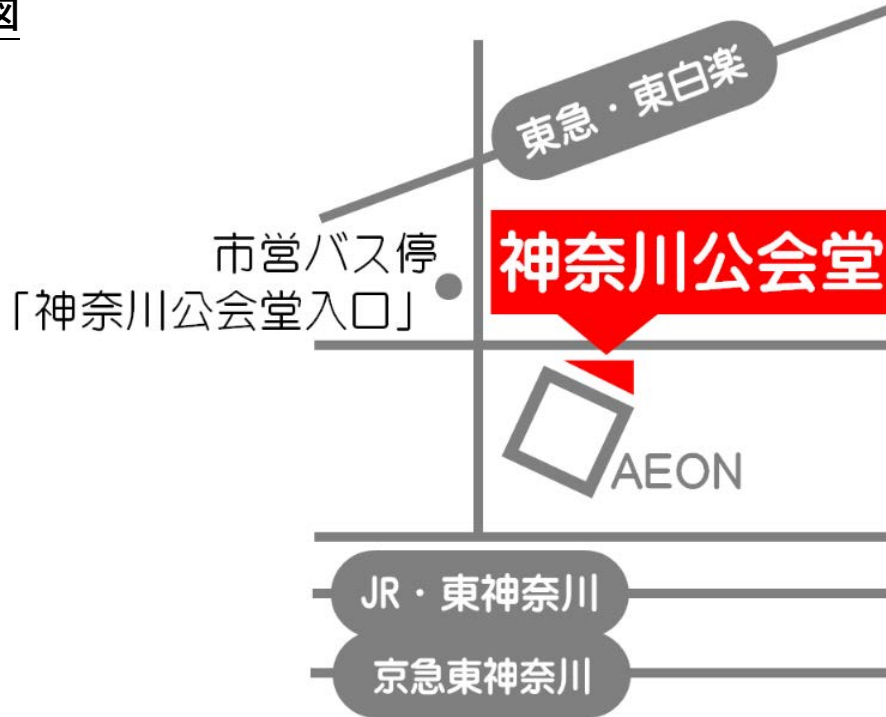 図
東急・東白楽
市営バス停
「神奈川公会堂入口」
神奈川公会堂
AEON
JR・東神奈川
京急東神奈川